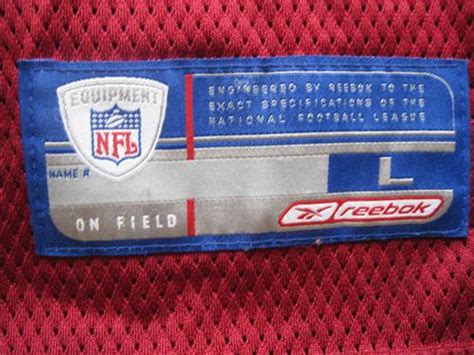 EQUIPMENT
NFL
ENGINEERED BY REEBOK TO THE
EXACT SPECIFICATIONS OF THE
NATIONAL FOOTBALL LEAGUE
NAME #
L
ON FIELD
Reebok